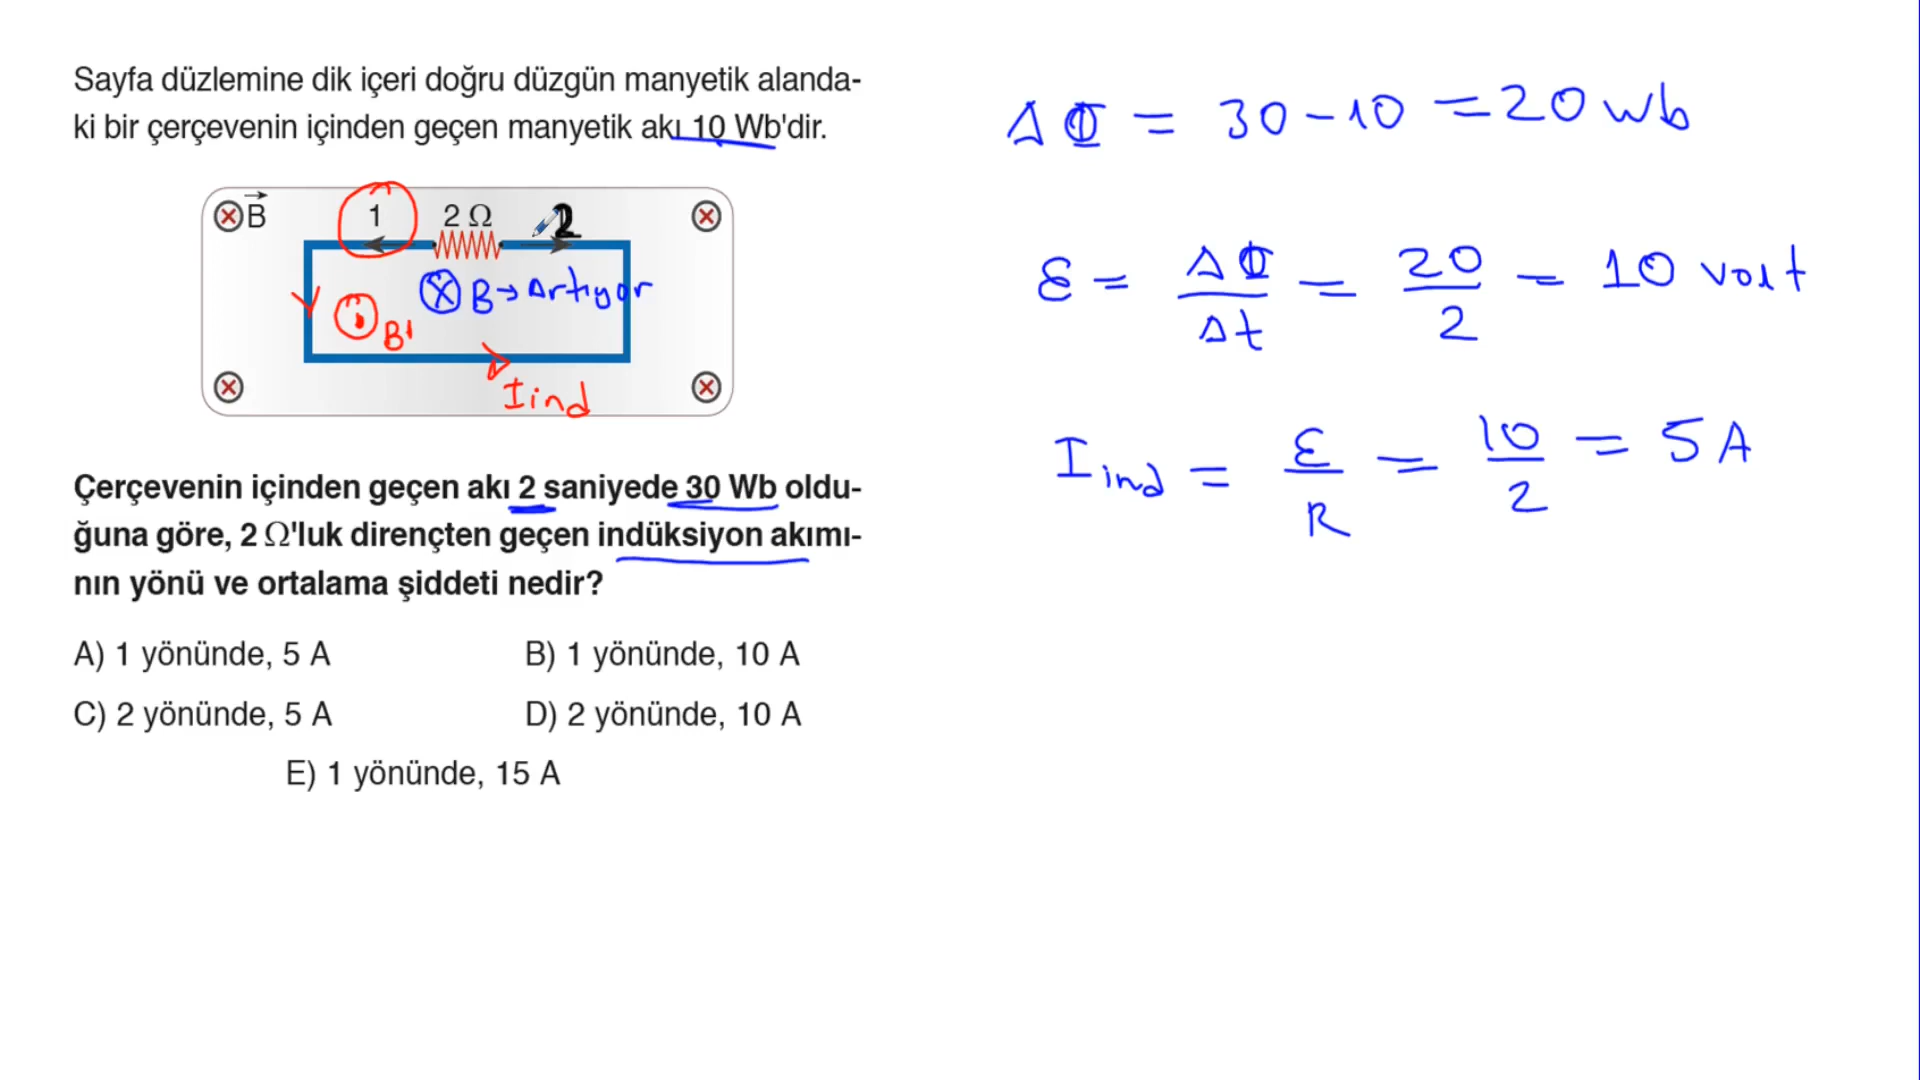 Sayfa düzlemine dik içeri doğru düzgün manyetik alanda-
ki bir çerçevenin içinden geçen manyetik akı 10 Wb'dir.
B
1
2 Ω
2
B → Artıyor
B'
Iind
Çerçevenin içinden geçen akı 2 saniyede 30 Wb oldu-
ğuna göre, 2 Ω'luk dirençten geçen indüksiyon akımı-
nın yönü ve ortalama şiddeti nedir?
A) 1 yönünde, 5 A
B) 1 yönünde, 10 A
C) 2 yönünde, 5 A
D) 2 yönünde, 10 A
E) 1 yönünde, 15 A
ΔΦ = 30 - 10 = 20 wb
ε = ΔΦ/Δt = 20/2 = 10 volt
Iind = ε/R = 10/2 = 5 A